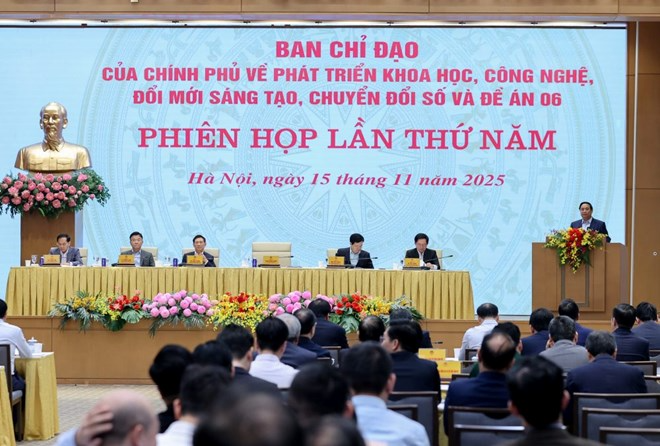 BAN CHỈ ĐẠO
CỦA CHÍNH PHỦ VỀ PHÁT TRIỂN KHOA HỌC, CÔNG NGHỆ,
ĐỔI MỚI SÁNG TẠO, CHUYỂN ĐỔI SỐ VÀ ĐỀ ÁN 06
PHIÊN HỌP LẦN THỨ NĂM
Hà Nội, ngày 15 tháng 11 năm 2025